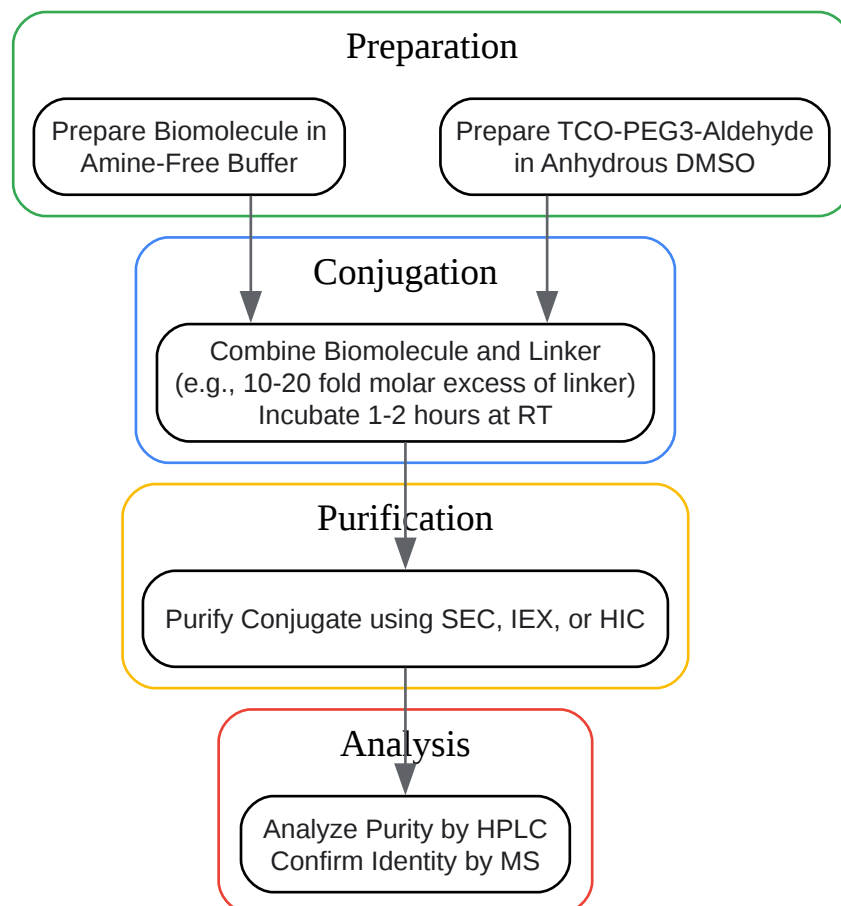 Preparation
Prepare Biomolecule in
Amine-Free Buffer
Prepare TCO-PEG3-Aldehyde
in Anhydrous DMSO
Conjugation
Combine Biomolecule and Linker
(e.g., 10-20 fold molar excess of linker)
Incubate 1-2 hours at RT
Purification
Purify Conjugate using SEC, IEX, or HIC
Analysis
Analyze Purity by HPLC
Confirm Identity by MS